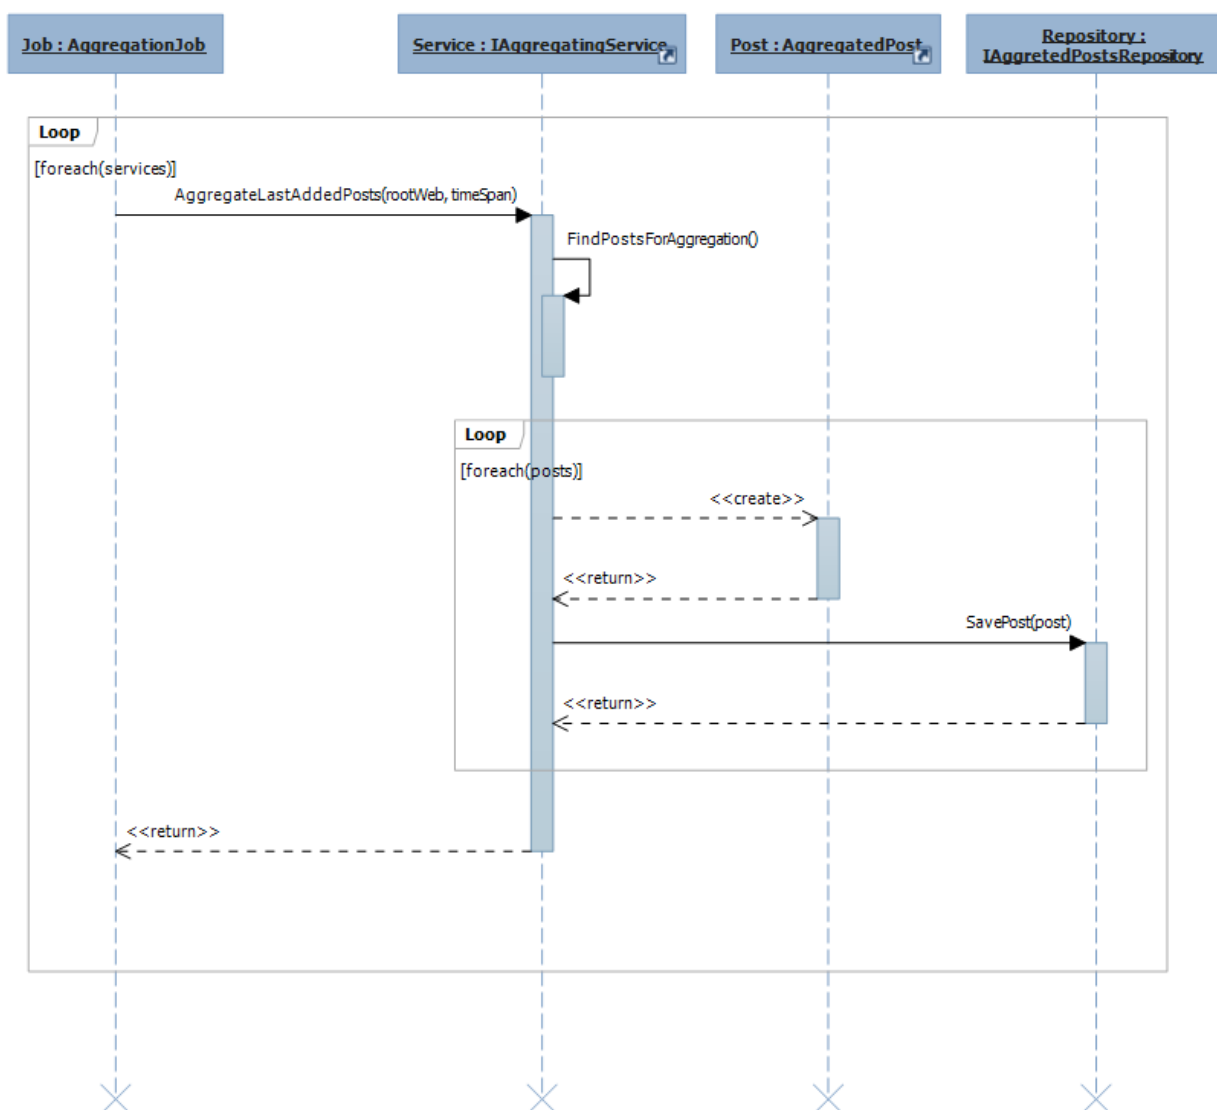 Job : AggregationJob
Service : IAggregatingService
Post : AggregatedPost
Repository :
IAggretedPostsRepository
Loop
[foreach(services)]
AggregateLastAddedPosts(rootWeb, timeSpan)
FindPostsForAggregation()
Loop
[foreach(posts)]
<<create>>
<<return>>
SavePost(post)
<<return>>
<<return>>